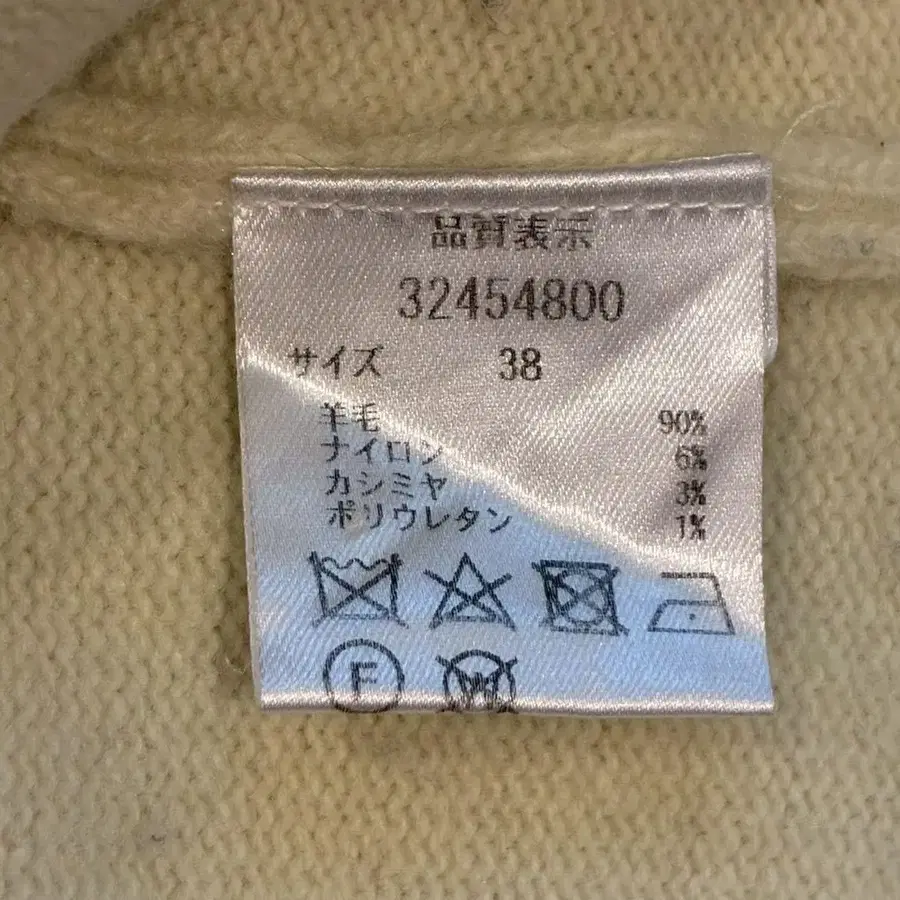 品質表示
32454800
サイズ 38
羊毛 90%
ナイロン 6%
カシミヤ 3%
ポリウレタン 1%
F W